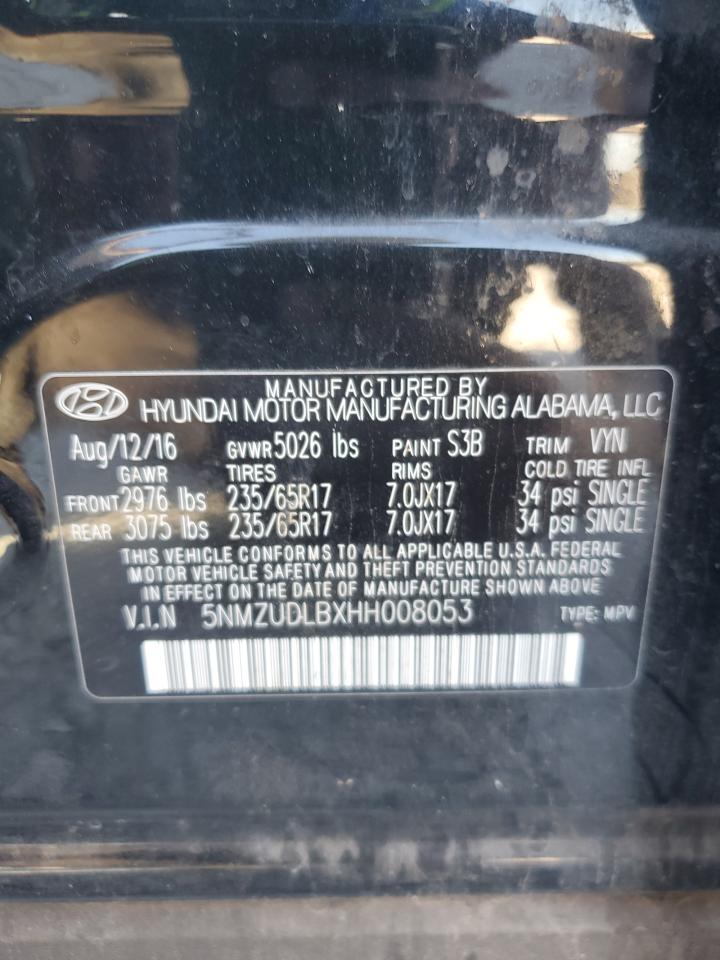 MANUFACTURED BY
HYUNDAI MOTOR MANUFACTURING ALABAMA, LLC
Aug/12/16 GVWR 5026 lbs PAINT S3B TRIM VYN
GAWR TIRES RIMS COLD TIRE INFL
FRONT 2976 lbs 235/65R17 7.0JX17 34 psi SINGLE
REAR 3075 lbs 235/65R17 7.0JX17 34 psi SINGLE
THIS VEHICLE CONFORMS TO ALL APPLICABLE U.S.A. FEDERAL
MOTOR VEHICLE SAFETY AND THEFT PREVENTION STANDARDS
IN EFFECT ON THE DATE OF MANUFACTURE SHOWN ABOVE
V.I.N 5NMZUDLBXHH008053 TYPE: MPV